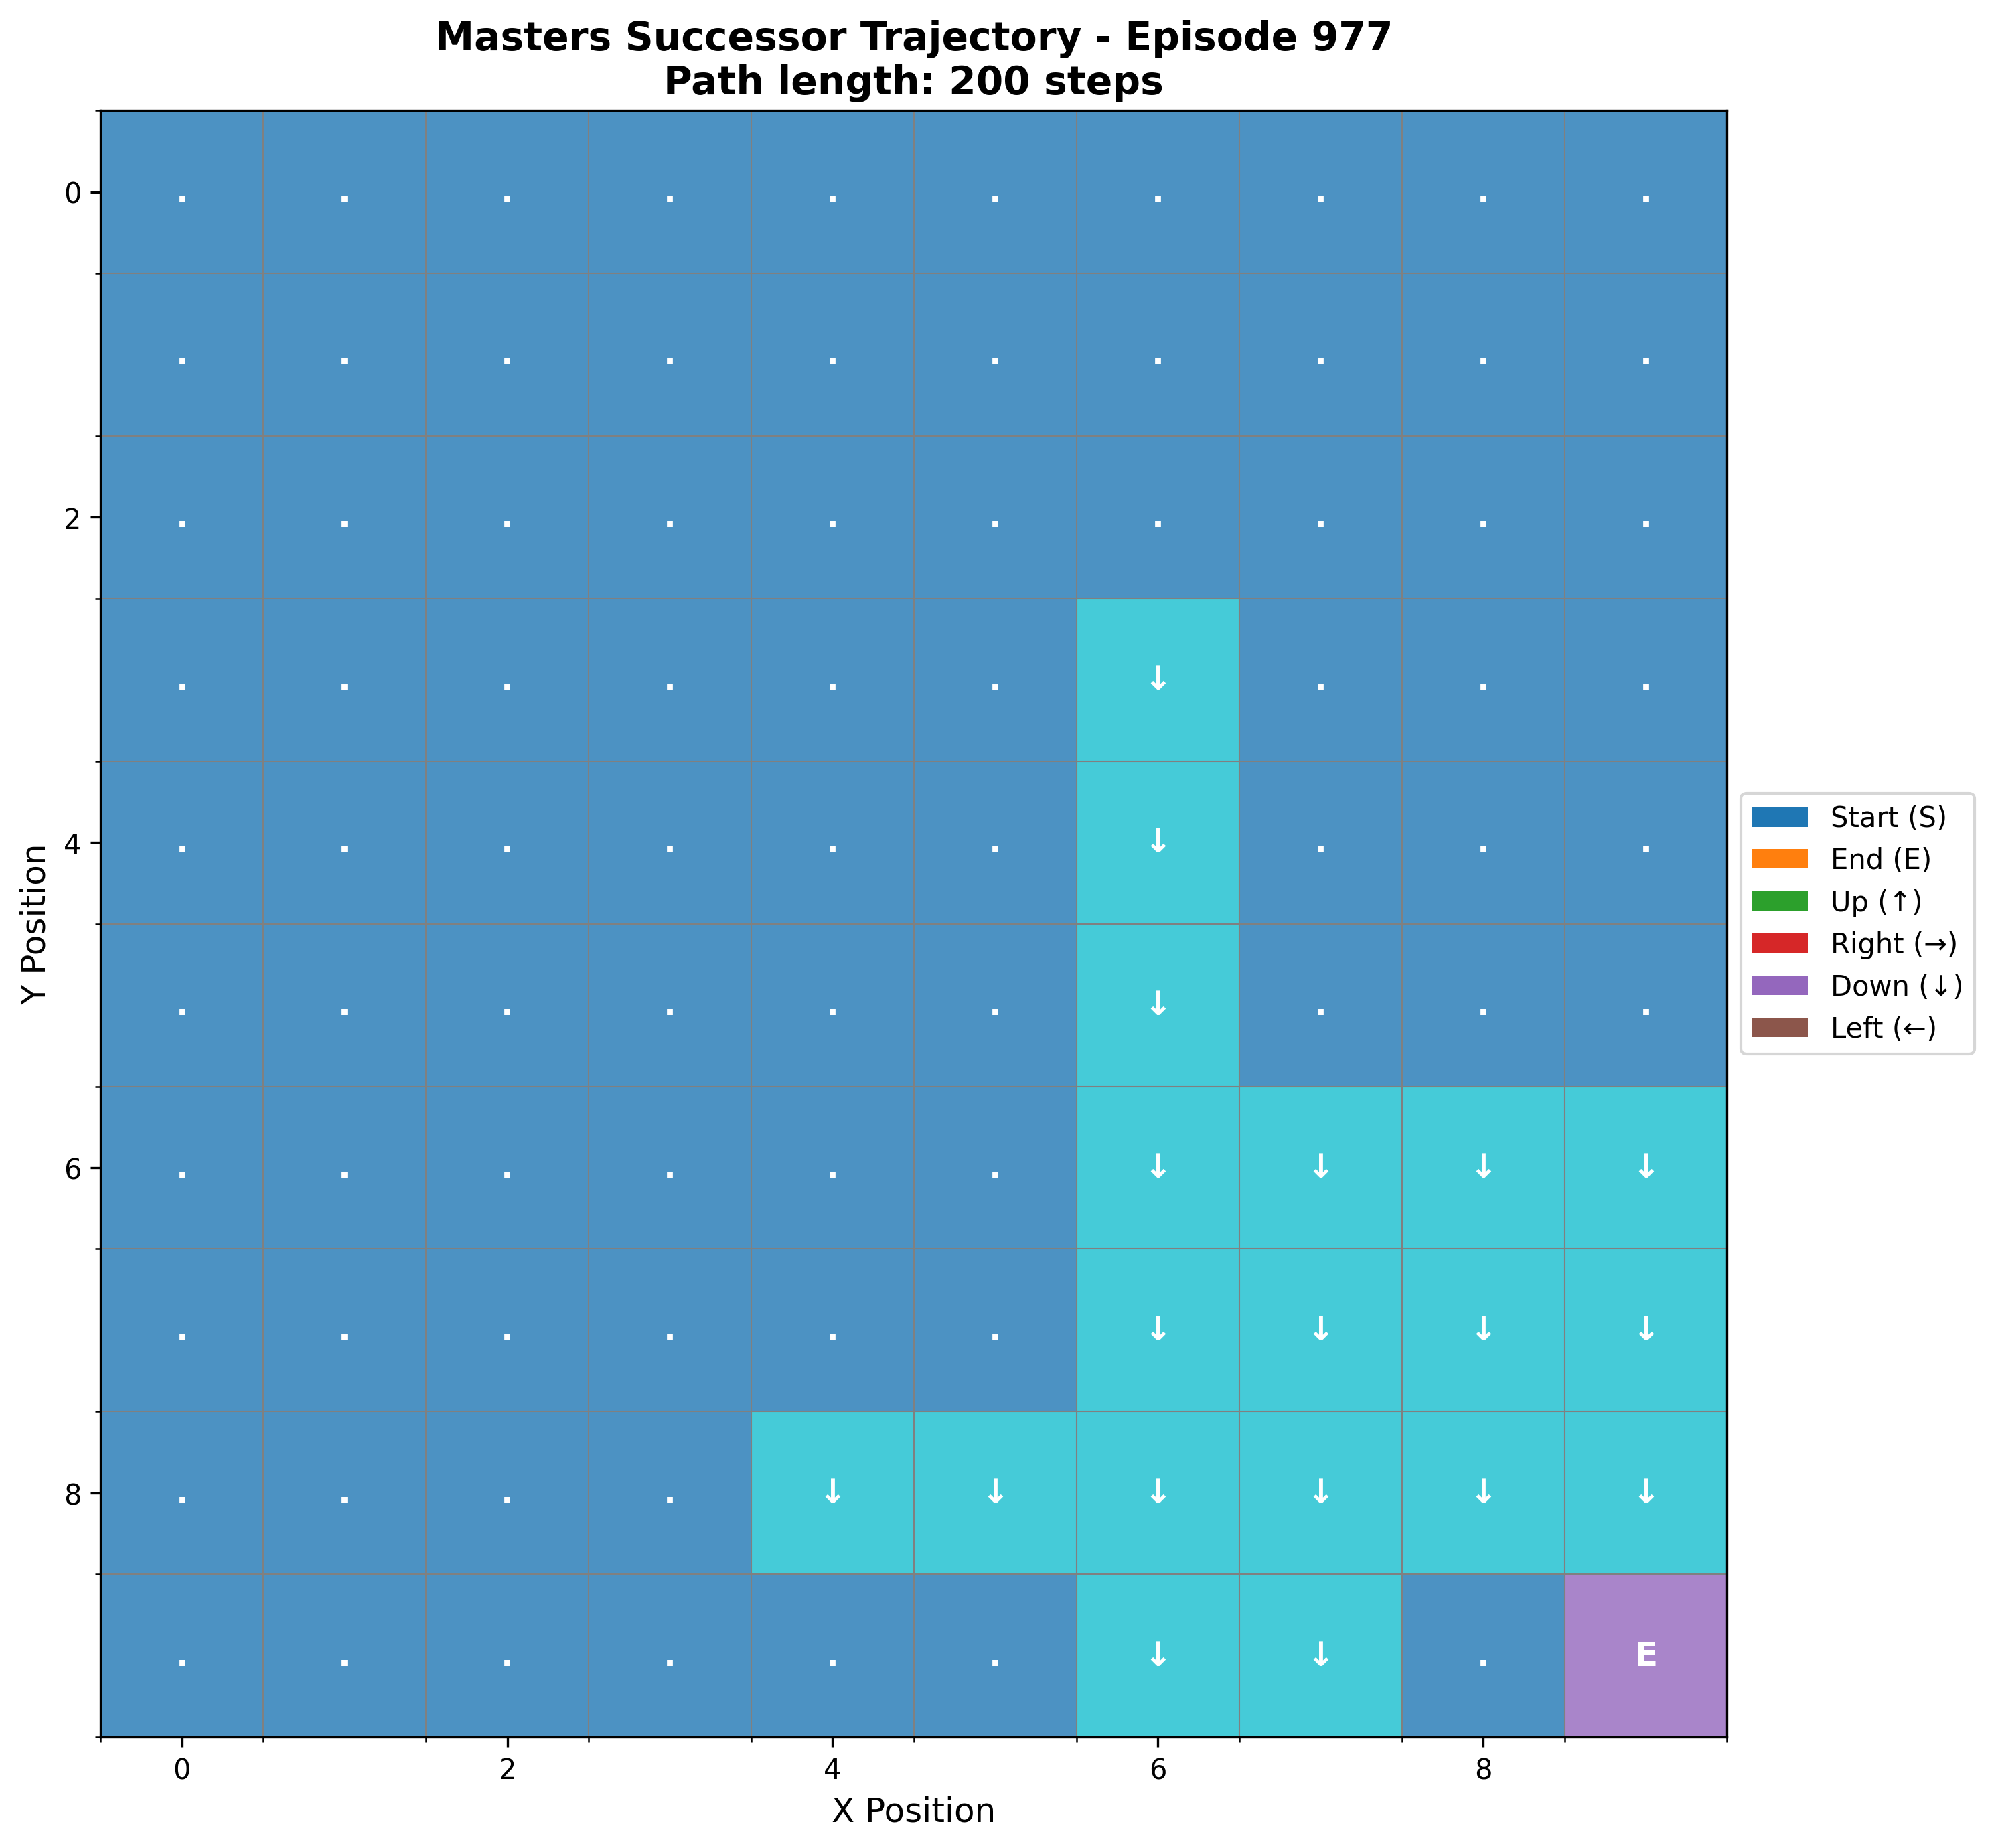 Masters Successor Trajectory - Episode 977
Path length: 200 steps
0 . . . . . . . . . .
. . . . . . . . . .
2 . . . . . . . . . .
. . . . . . ↓ . . .
4 . . . . . . ↓ . . .
. . . . . . ↓ . . .
6 . . . . . . ↓ ↓ ↓ ↓
. . . . . . ↓ ↓ ↓ ↓
8 . . . . ↓ ↓ ↓ ↓ ↓ ↓
. . . . . . ↓ ↓ . E
0 2 4 6 8
X Position
Y Position
Start (S)
End (E)
Up (↑)
Right (→)
Down (↓)
Left (←)